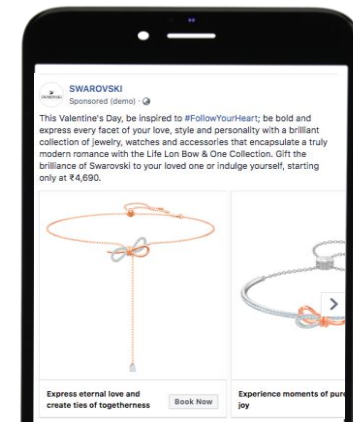 SWAROVSKI
Sponsored (demo) ·
This Valentine's Day, be inspired to #FollowYourHeart; be bold and
express every facet of your love, style and personality with a brilliant
collection of jewelry, watches and accessories that encapsulate a truly
modern romance with the Life Lon Bow & One Collection. Gift the
brilliance of Swarovski to your loved one or indulge yourself, starting
only at ₹4,690.
Express eternal love and
create ties of togetherness
Book Now
Experience moments of pure
joy